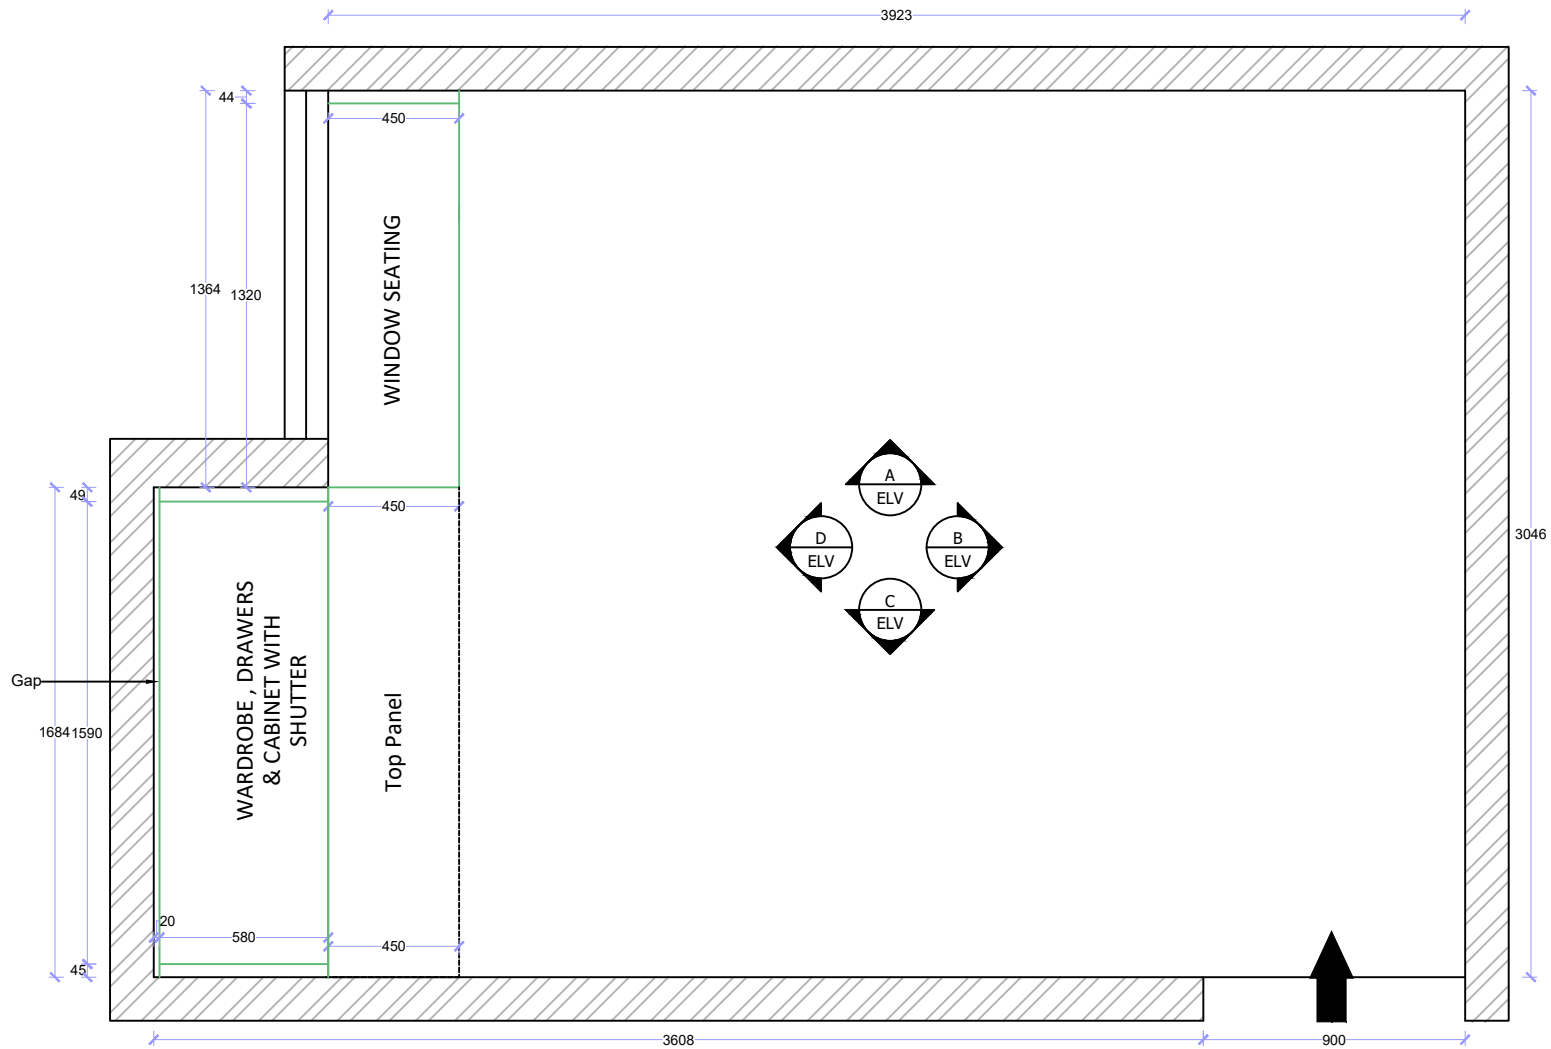 3923
44
450
WINDOW SEATING
1364
1320
A
ELV
49
450
3046
D
ELV
B
ELV
C
ELV
WARDROBE , DRAWERS
& CABINET WITH
SHUTTER
Gap
Top Panel
1684
1590
20
580
450
45
3608
900